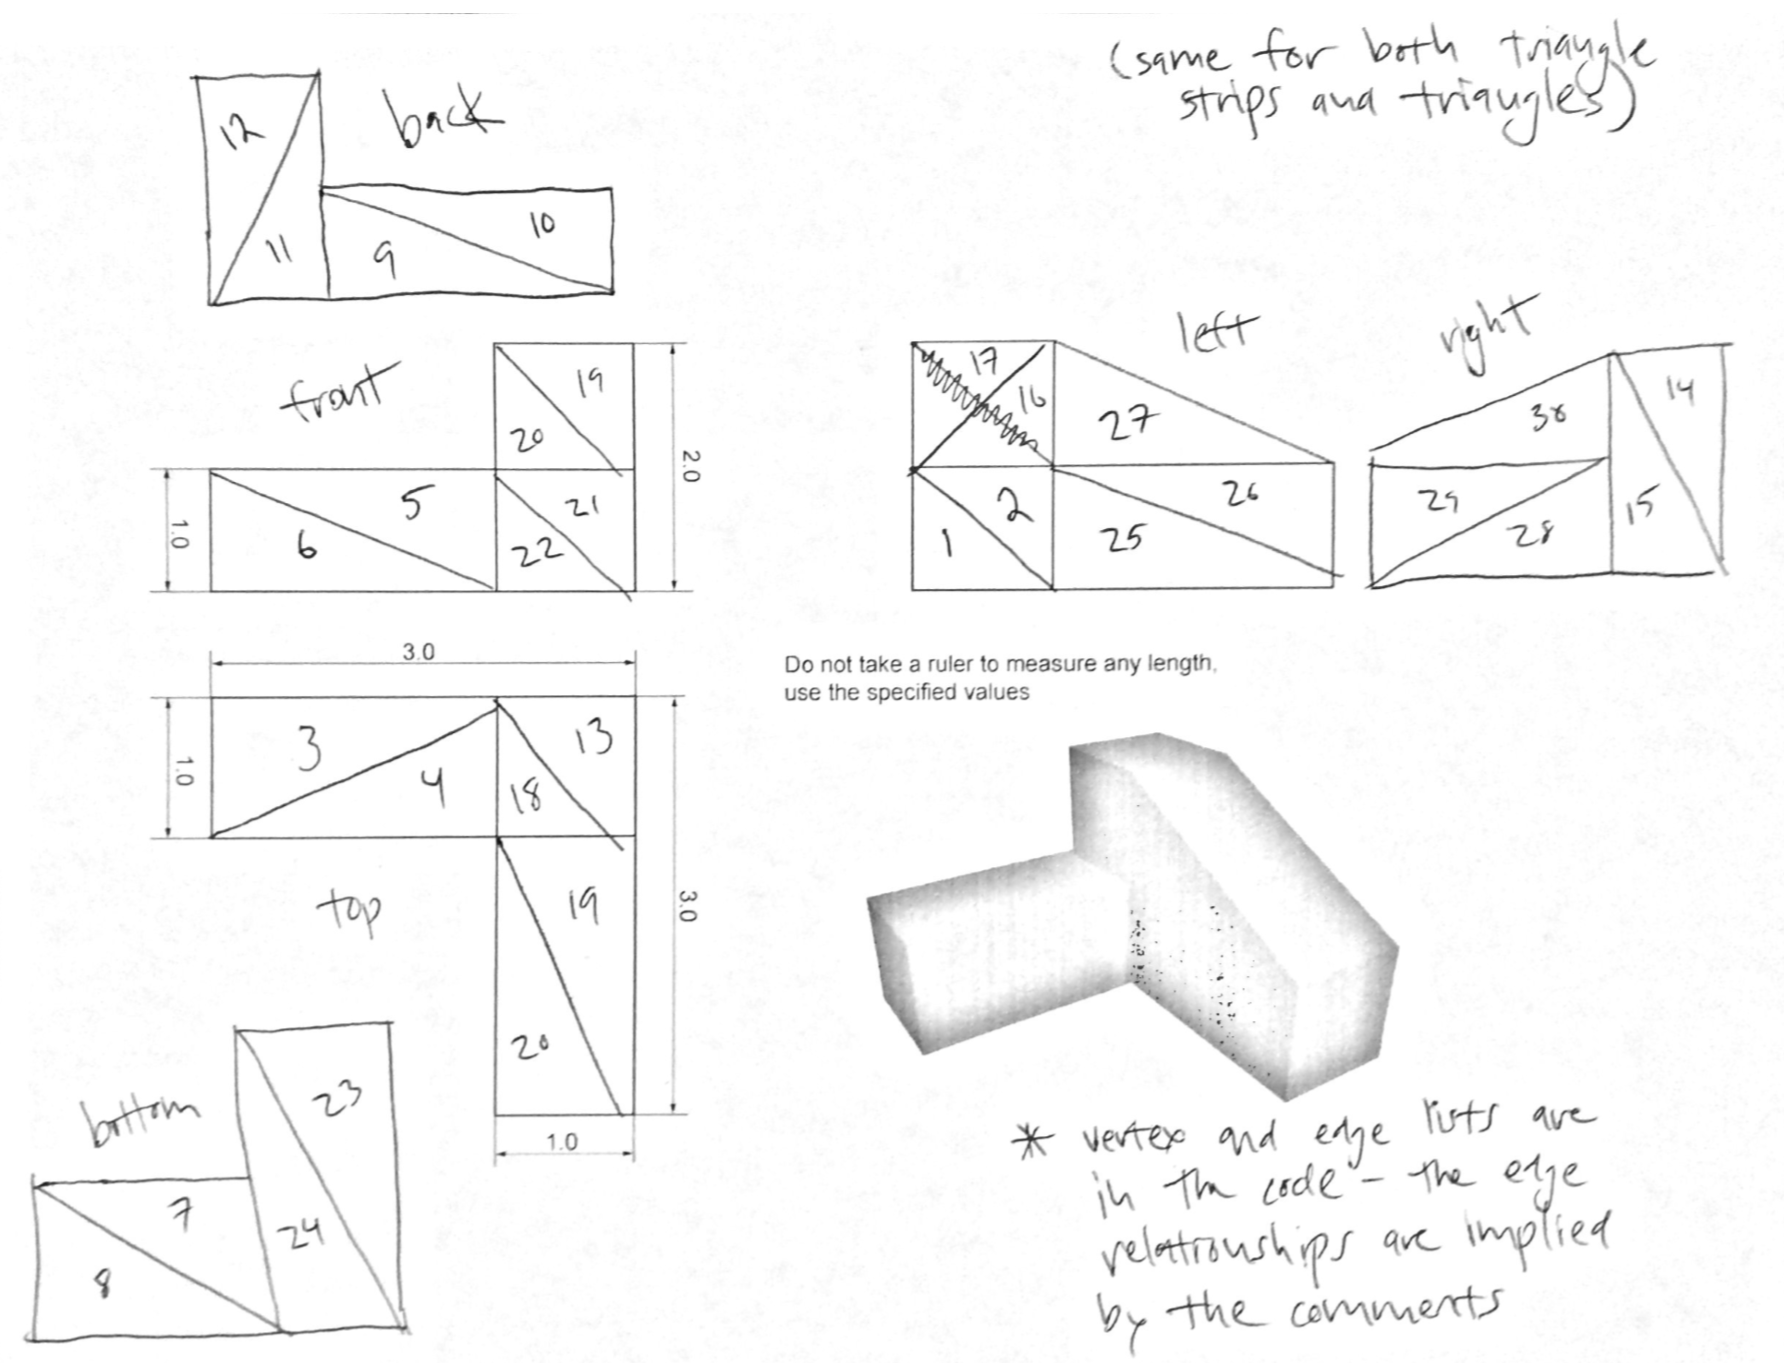 (same for both triangle
strips and triangles)
back
12
11
9
10
front
19
20
5
6
21
22
1.0
2.0
left
17
16
27
1
2
25
26
right
30
14
29
28
15
3.0
3
4
13
18
1.0
top
19
20
3.0
1.0
Do not take a ruler to measure any length,
use the specified values
bottom
23
24
7
8
* vertex and edge lists are
in the code - the edge
relationships are implied
by the comments